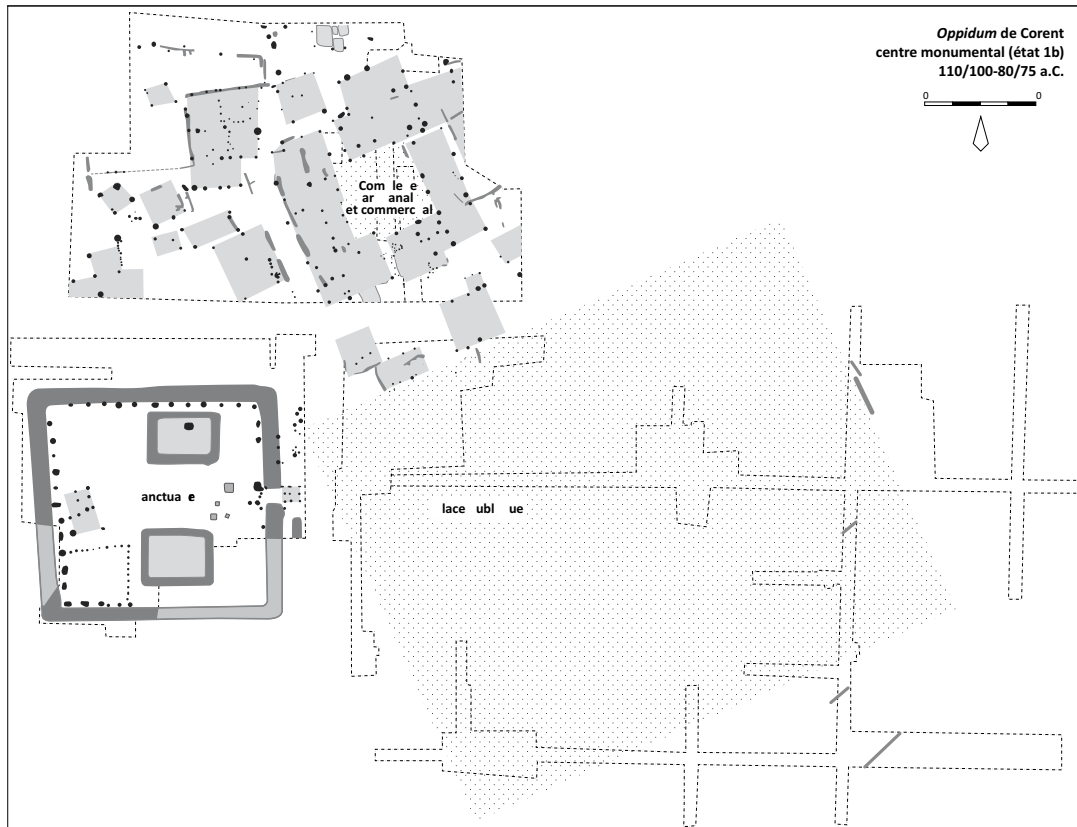 Oppidum de Corent
centre monumental (état 1b)
110/100-80/75 a.C.
0 0
Com le e
ar anal
et commerc al
anctua e
lace ubl ue